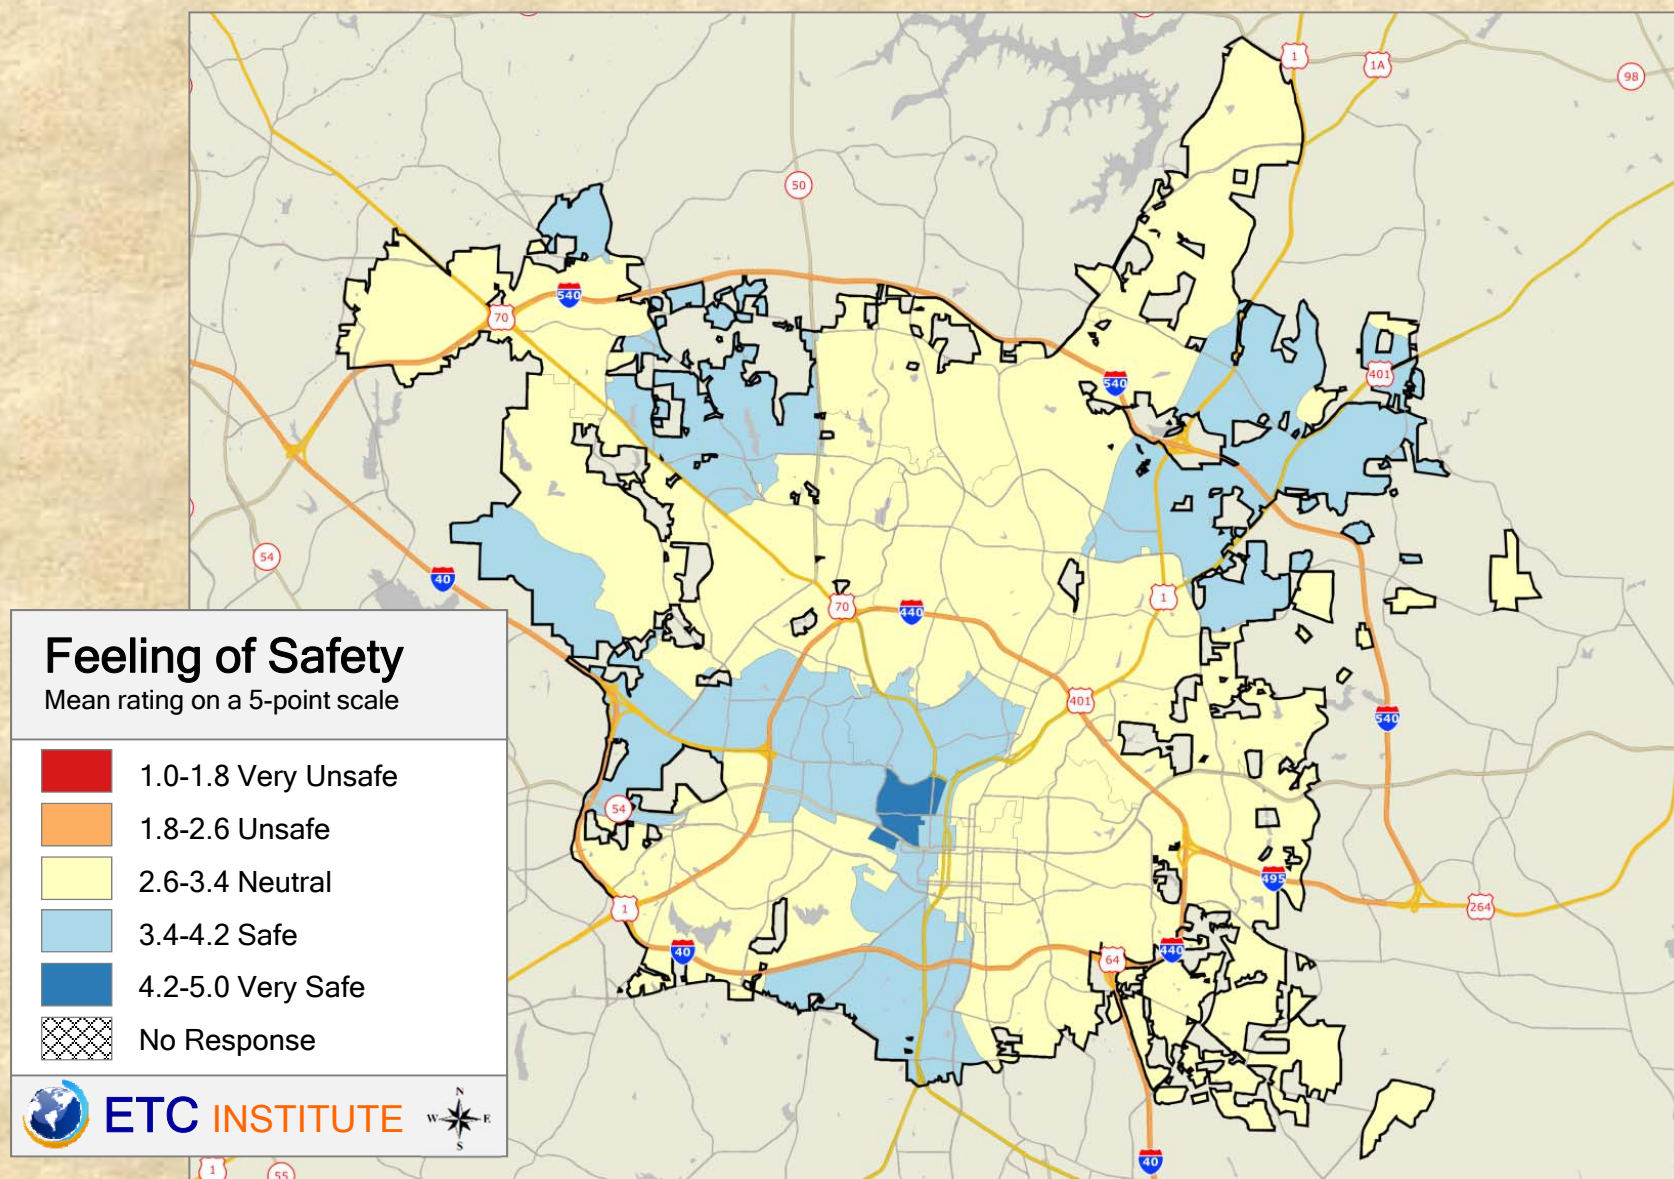 1
1A
98
50
540
70
401
540
54
40
70
440
1
401
540
54
495
264
1
40
440
64
40
1
55
Feeling of Safety
Mean rating on a 5-point scale
1.0-1.8 Very Unsafe
1.8-2.6 Unsafe
2.6-3.4 Neutral
3.4-4.2 Safe
4.2-5.0 Very Safe
No Response
ETC INSTITUTE
N
W E
S